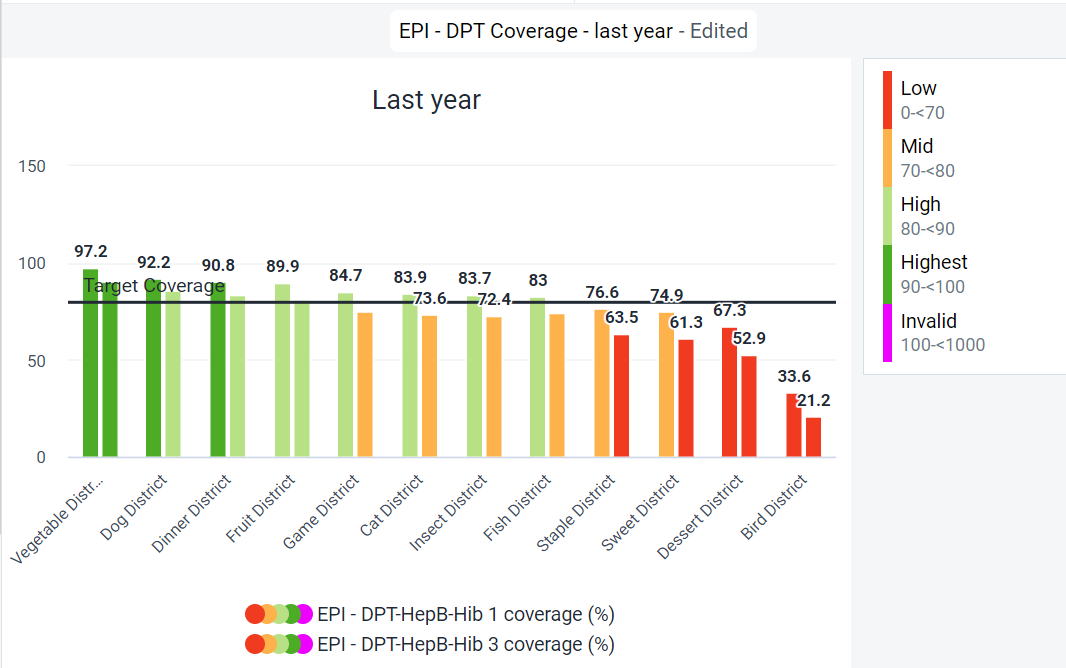 EPI - DPT Coverage - last year - Edited
Last year
150
100
50
0
Target Coverage
97.2
92.2
90.8
89.9
84.7
83.9
73.6
83.7
72.4
83
76.6
63.5
74.9
61.3
67.3
52.9
33.6
21.2
Vegetable Distr...
Dog District
Dinner District
Fruit District
Game District
Cat District
Insect District
Fish District
Staple District
Sweet District
Dessert District
Bird District
EPI - DPT-HepB-Hib 1 coverage (%)
EPI - DPT-HepB-Hib 3 coverage (%)
Low
0-<70
Mid
70-<80
High
80-<90
Highest
90-<100
Invalid
100-<1000